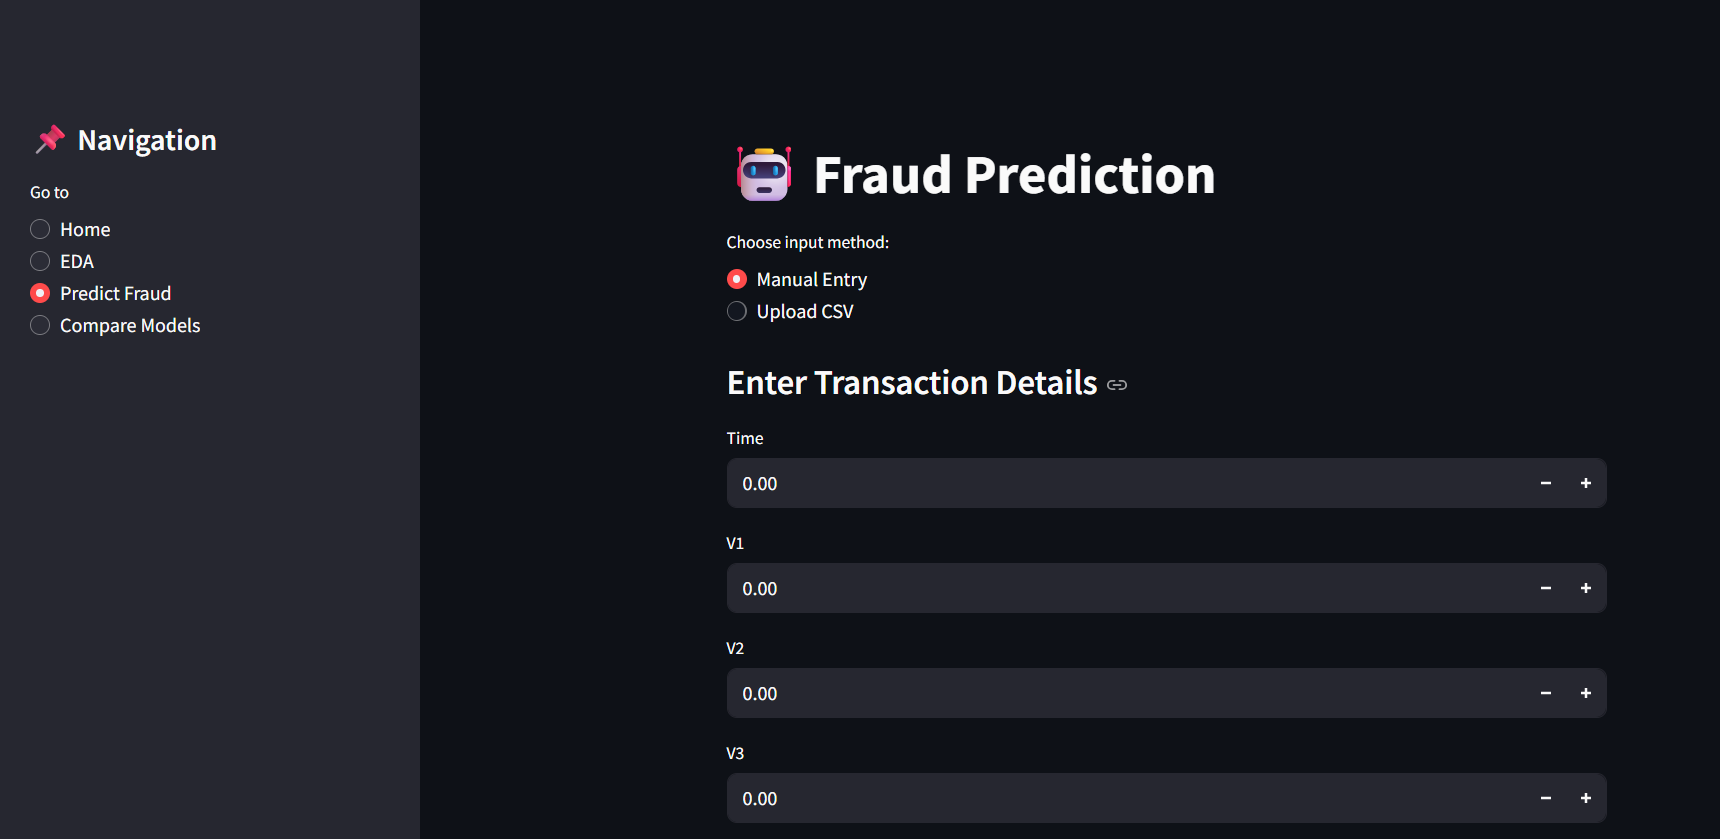 Navigation
Go to
Home
EDA
Predict Fraud
Compare Models
Fraud Prediction
Choose input method:
Manual Entry
Upload CSV
Enter Transaction Details
Time
0.00
V1
0.00
V2
0.00
V3
0.00